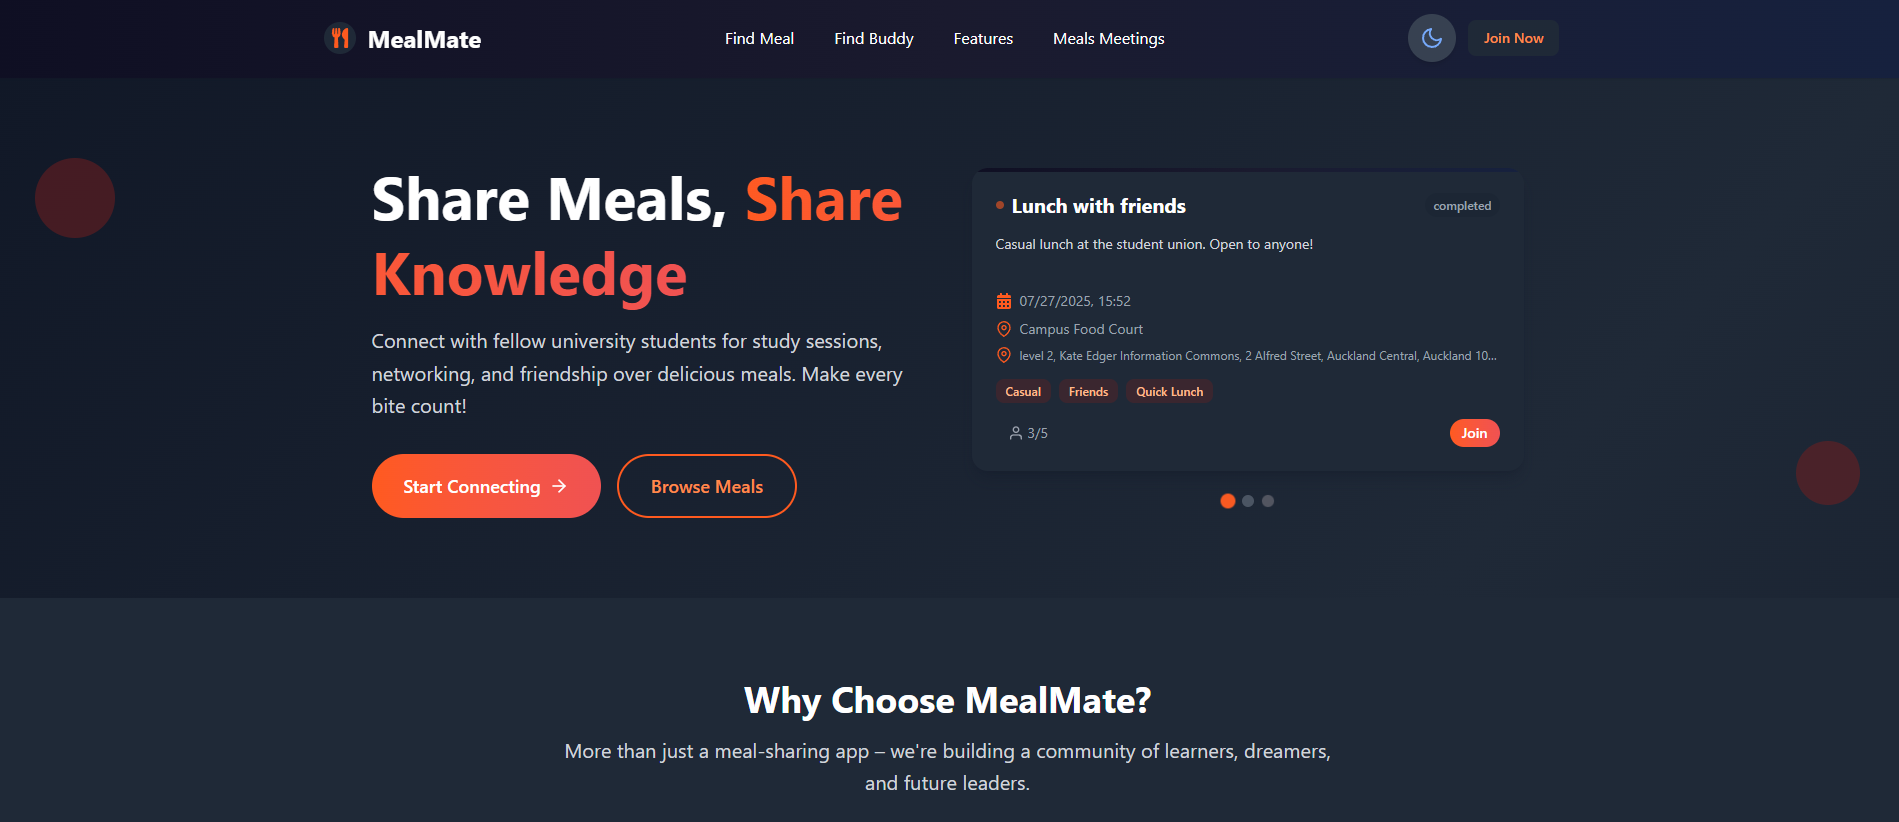 MealMate
Find Meal
Find Buddy
Features
Meals Meetings
Join Now
Share Meals, Share
Knowledge
Connect with fellow university students for study sessions,
networking, and friendship over delicious meals. Make every
bite count!
Start Connecting
Browse Meals
Lunch with friends
completed
Casual lunch at the student union. Open to anyone!
07/27/2025, 15:52
Campus Food Court
level 2, Kate Edger Information Commons, 2 Alfred Street, Auckland Central, Auckland 10...
Casual
Friends
Quick Lunch
3/5
Join
Why Choose MealMate?
More than just a meal-sharing app – we're building a community of learners, dreamers,
and future leaders.